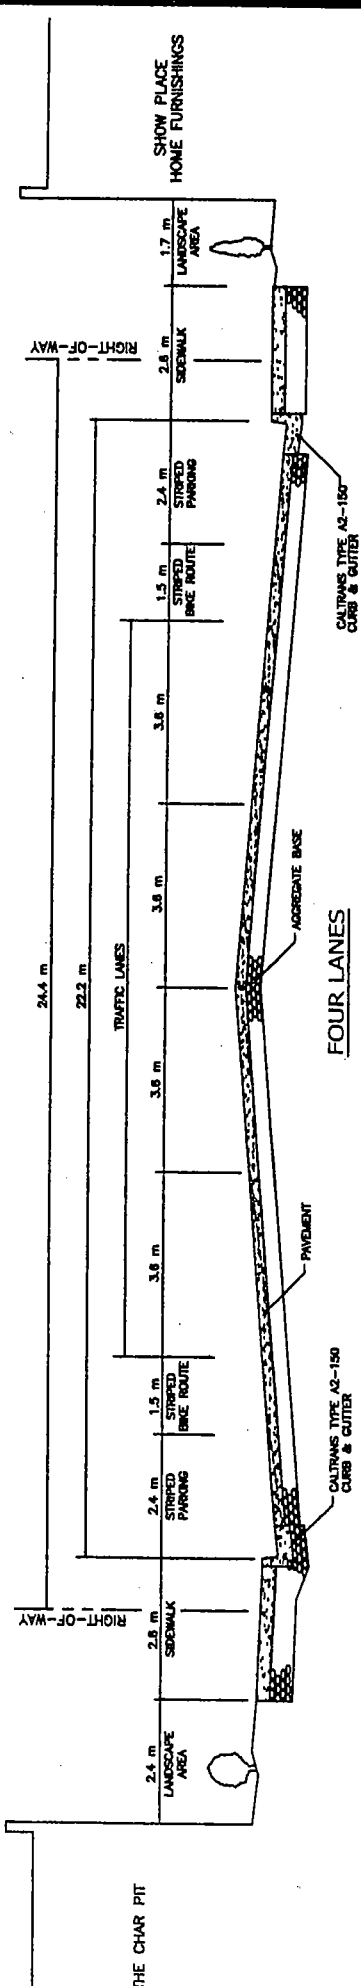 24.4 m
RIGHT-OF-WAY
RIGHT-OF-WAY
22.2 m
TRAFFIC LANES
THE CHAR PIT
2.4 m
LANDSCAPE
AREA
2.6 m
SIDEWALK
2.4 m
STRIPED
PARKING
1.5 m
STRIPED
BIKE ROUTE
3.6 m
3.6 m
3.6 m
3.6 m
1.5 m
STRIPED
BIKE ROUTE
2.4 m
STRIPED
PARKING
2.6 m
SIDEWALK
1.7 m
LANDSCAPE
AREA
SHOW PLACE
HOME FURNISHINGS
CALTRANS TYPE A2-150
CURB & GUTTER
PAVEMENT
AGGREGATE BASE
CALTRANS TYPE A2-150
CURB & GUTTER
FOUR LANES